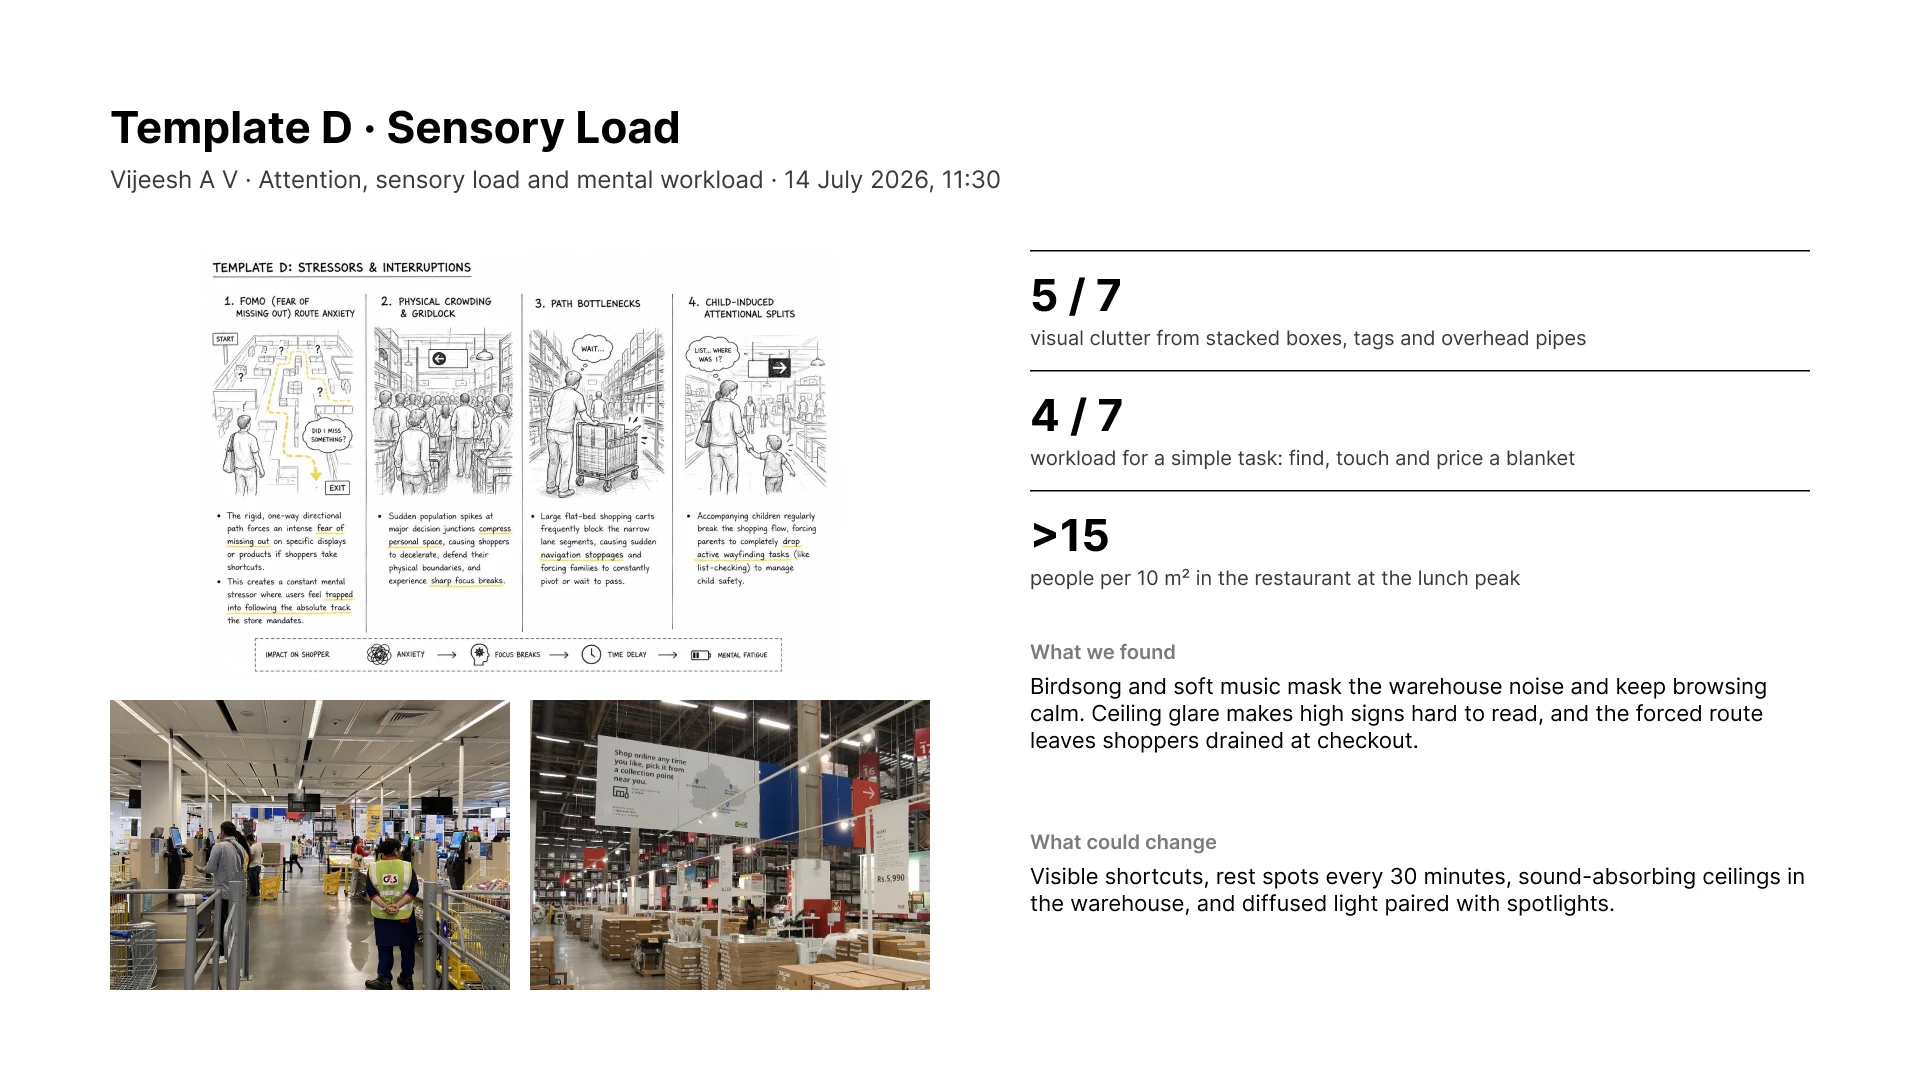 Template D · Sensory Load
Vijeesh A V · Attention, sensory load and mental workload · 14 July 2026, 11:30
TEMPLATE D: STRESSORS & INTERRUPTIONS
1. FOMO (FEAR OF
MISSING OUT) ROUTE ANXIETY
START
?
?
?
?
DID I MISS
SOMETHING?
EXIT
• The rigid, one-way directional
path forces an intense fear of
missing out on specific displays
or products if shoppers take
shortcuts.
• This creates a constant mental
stressor where users feel trapped
into following the absolute track
the store mandates.
2. PHYSICAL CROWDING
& GRIDLOCK
• Sudden population spikes at
major decision junctions compress
personal space, causing shoppers
to decelerate, defend their
physical boundaries, and
experience sharp focus breaks.
3. PATH BOTTLENECKS
WAIT...
• Large flat-bed shopping carts
frequently block the narrow
lane segments, causing sudden
navigation stoppages and
forcing families to constantly
pivot or wait to pass.
4. CHILD-INDUCED
ATTENTIONAL SPLITS
LIST... WHERE
WAS I?
• Accompanying children regularly
break the shopping flow, forcing
parents to completely drop
active wayfinding tasks (like
list-checking) to manage
child safety.
IMPACT ON SHOPPER
ANXIETY
FOCUS BREAKS
TIME DELAY
MENTAL FATIGUE
G4S
Shop online any time
you like, pick it from
a collection point
near you.
16
17
Rs.5,990
5 / 7
visual clutter from stacked boxes, tags and overhead pipes
4 / 7
workload for a simple task: find, touch and price a blanket
>15
people per 10 m² in the restaurant at the lunch peak
What we found
Birdsong and soft music mask the warehouse noise and keep browsing
calm. Ceiling glare makes high signs hard to read, and the forced route
leaves shoppers drained at checkout.
What could change
Visible shortcuts, rest spots every 30 minutes, sound-absorbing ceilings in
the warehouse, and diffused light paired with spotlights.